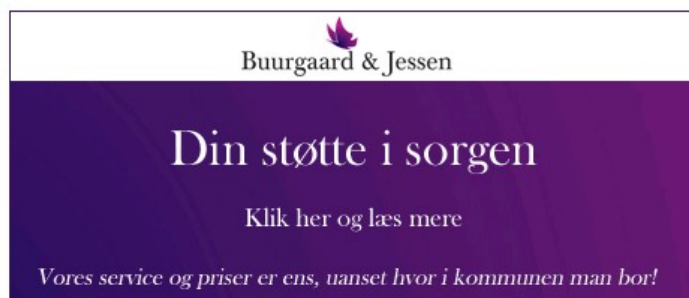 Buurgaard & Jessen
Din støtte i sorgen
Klik her og læs mere
Vores service og priser er ens, uanset hvor i kommunen man bor!